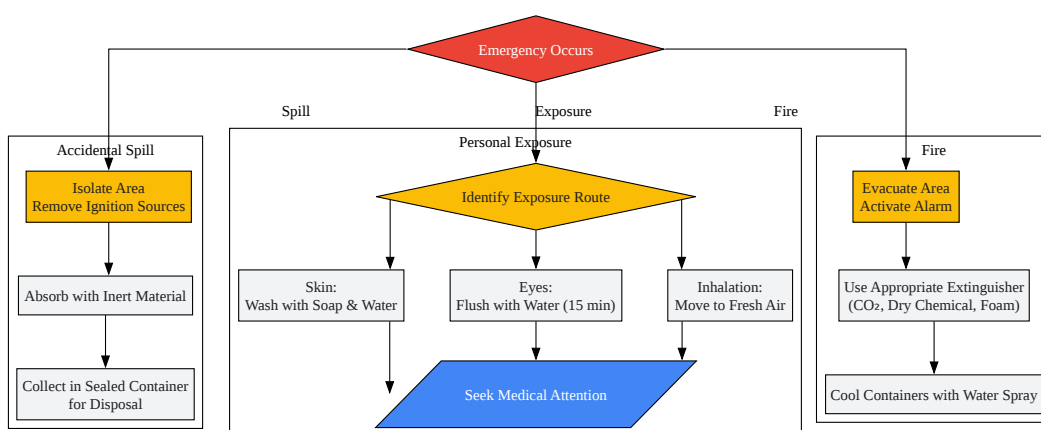 Emergency Occurs
Spill
Exposure
Fire
Accidental Spill
Isolate Area
Remove Ignition Sources
Absorb with Inert Material
Collect in Sealed Container
for Disposal
Personal Exposure
Identify Exposure Route
Skin:
Wash with Soap & Water
Eyes:
Flush with Water (15 min)
Inhalation:
Move to Fresh Air
Seek Medical Attention
Fire
Evacuate Area
Activate Alarm
Use Appropriate Extinguisher
(CO₂, Dry Chemical, Foam)
Cool Containers with Water Spray